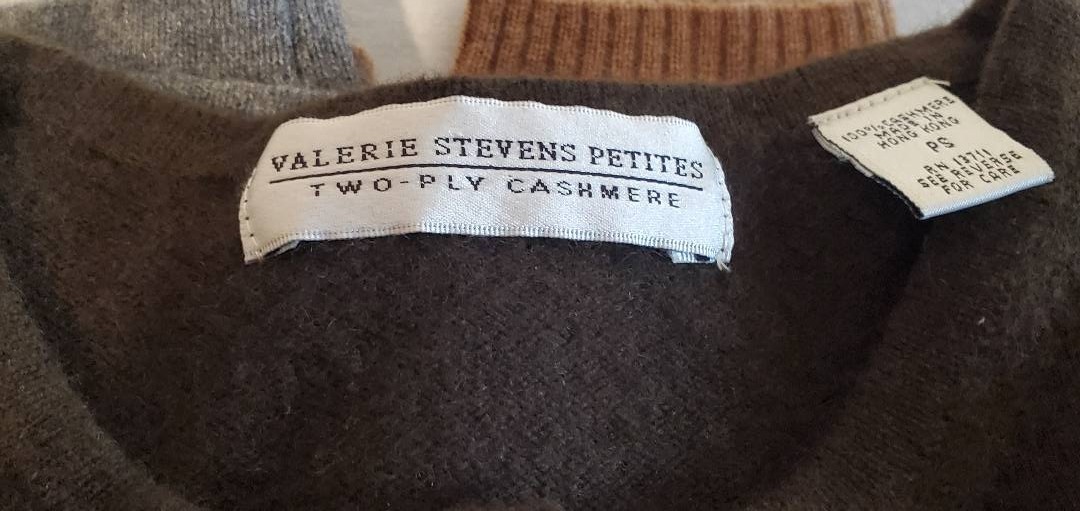 VALERIE STEVENS PETITES
TWO-PLY CASHMERE
100% CASHMERE
MADE IN
HONG KONG
PS
RN 13711
SEE REVERSE
FOR CARE